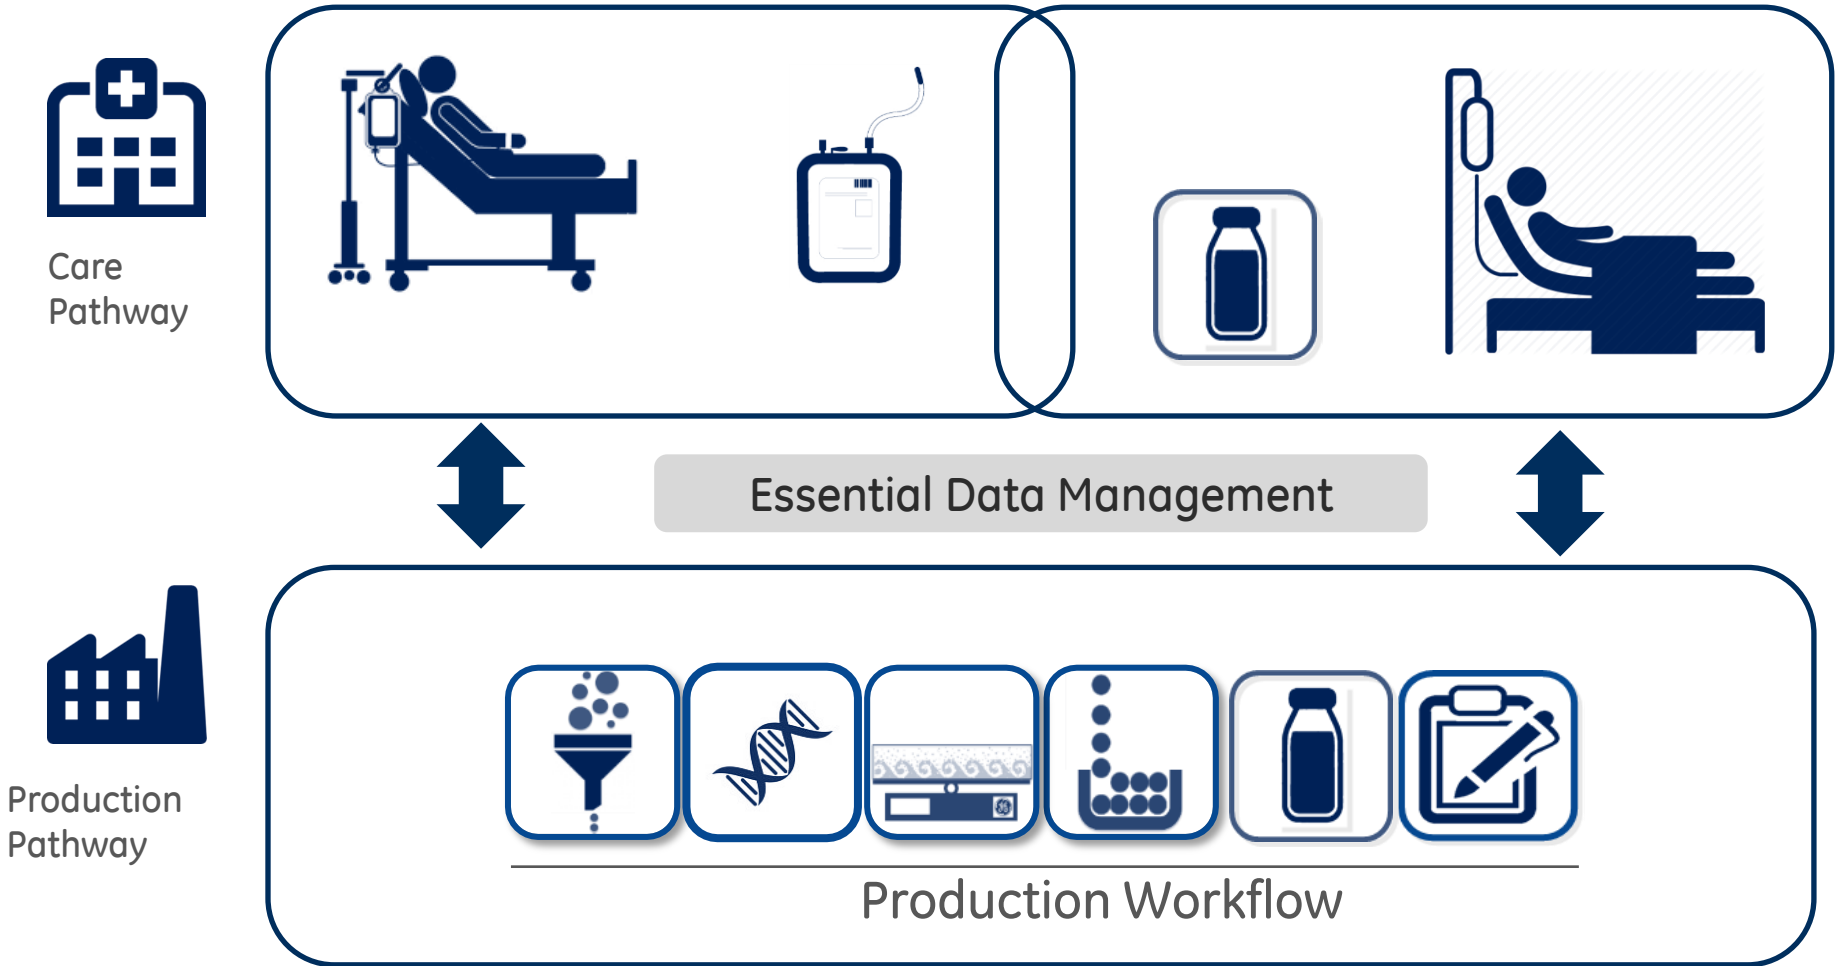 Care
Pathway
Essential Data Management
Production
Pathway
Production Workflow